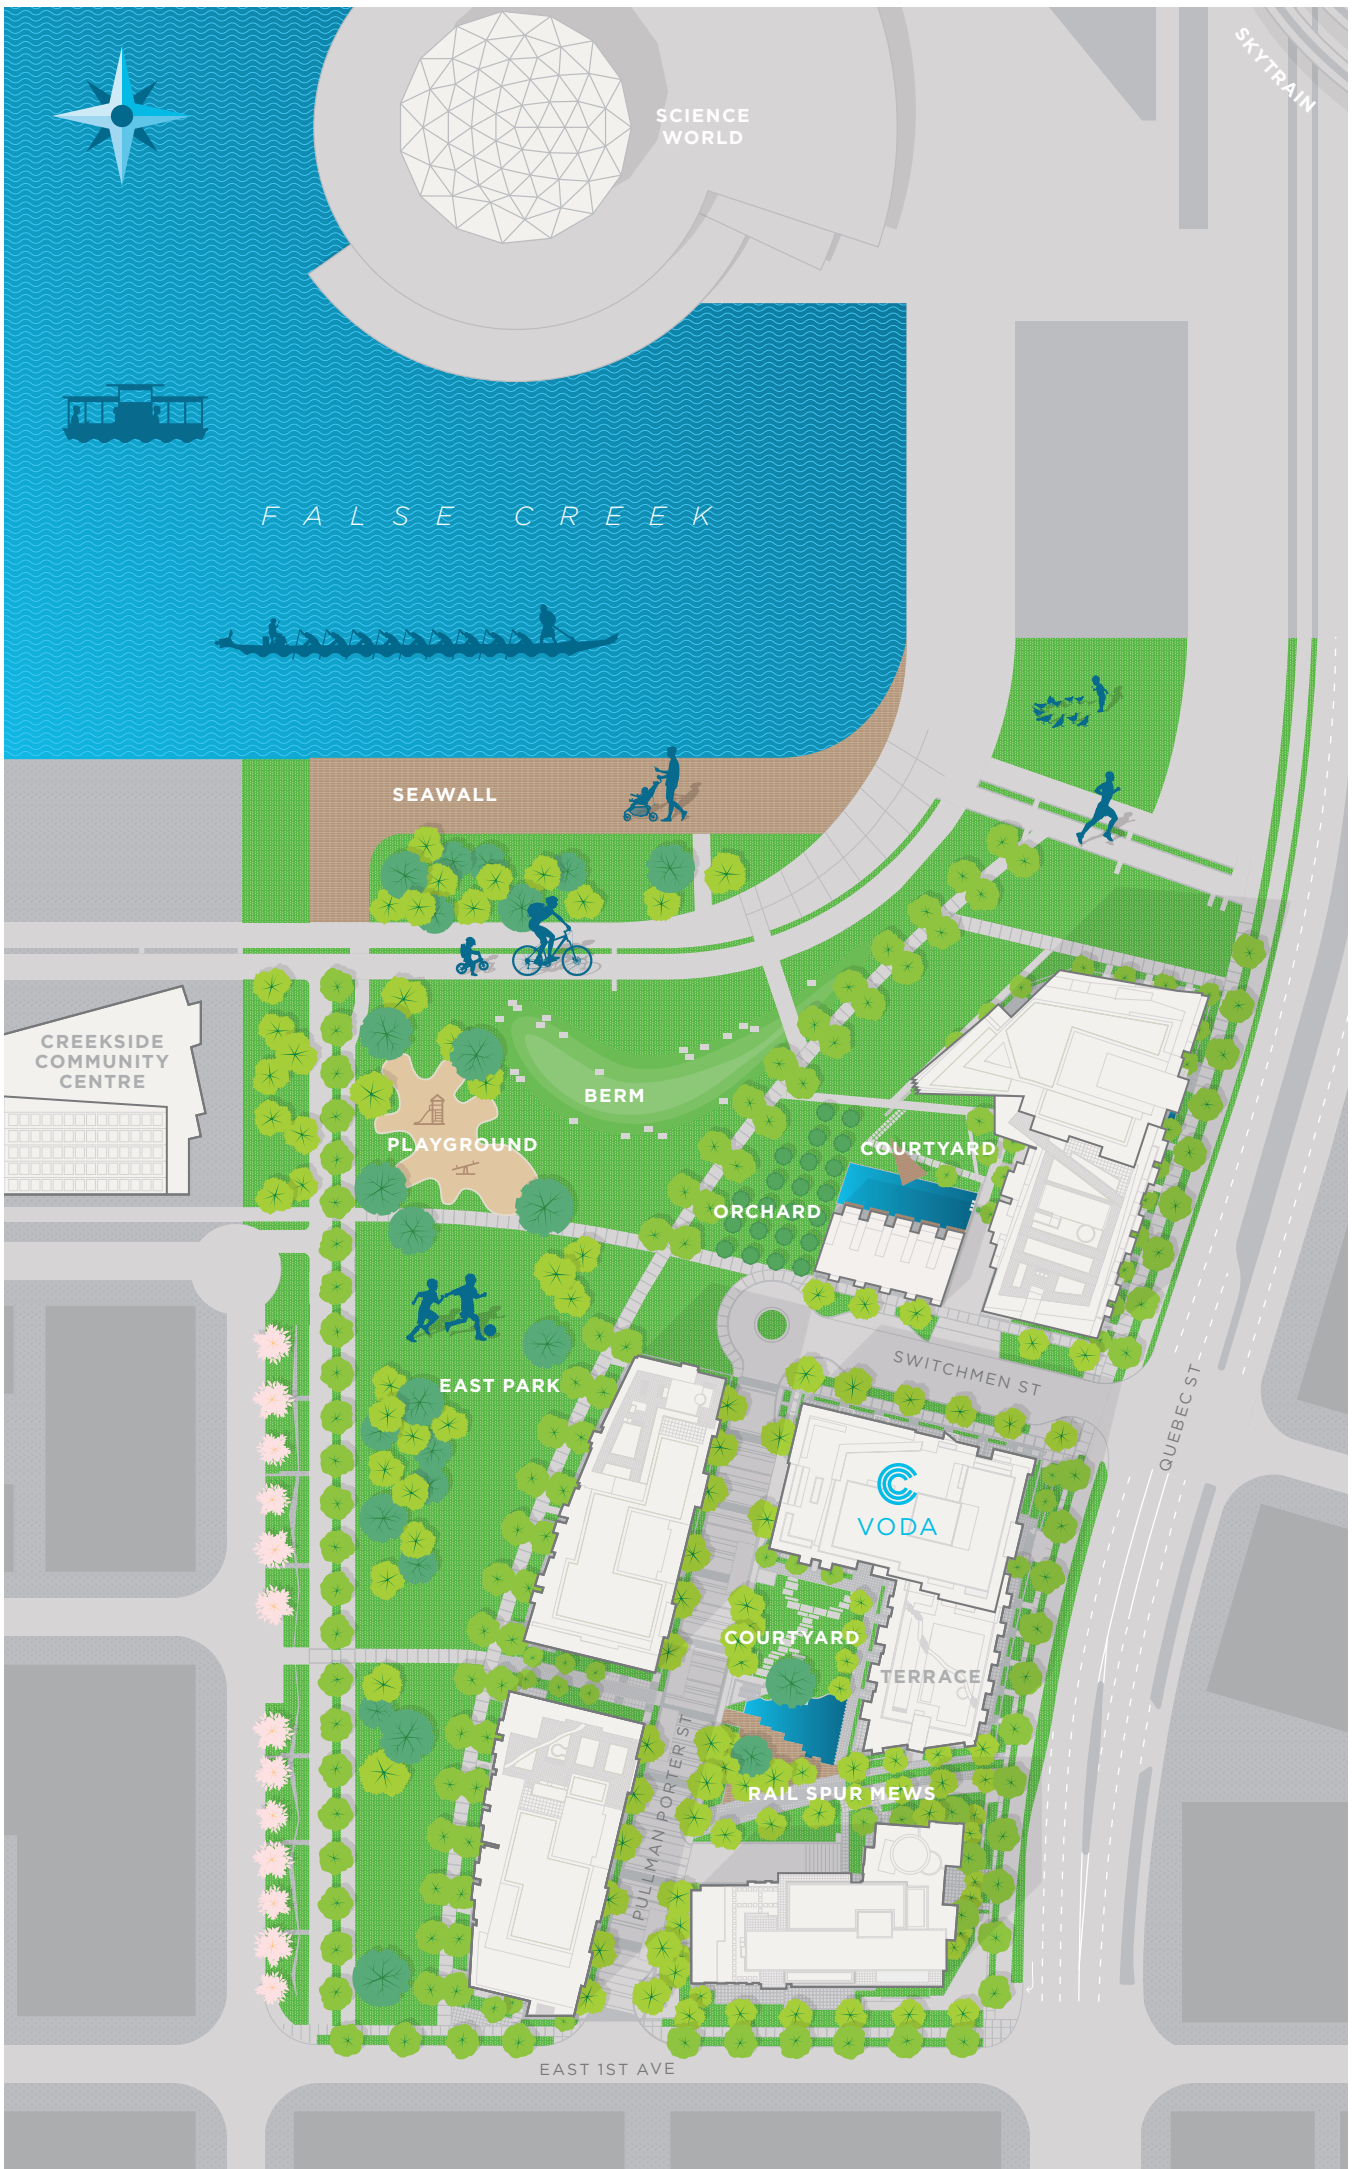 SKYTRAIN
SCIENCE
WORLD
FALSE CREEK
SEAWALL
CREEKSIDE
COMMUNITY
CENTRE
BERM
PLAYGROUND
COURTYARD
ORCHARD
SWITCHMEN ST
QUEBEC ST
EAST PARK
VODA
COURTYARD
TERRACE
PULLMAN PORTER ST
RAIL SPUR MEWS
EAST 1ST AVE